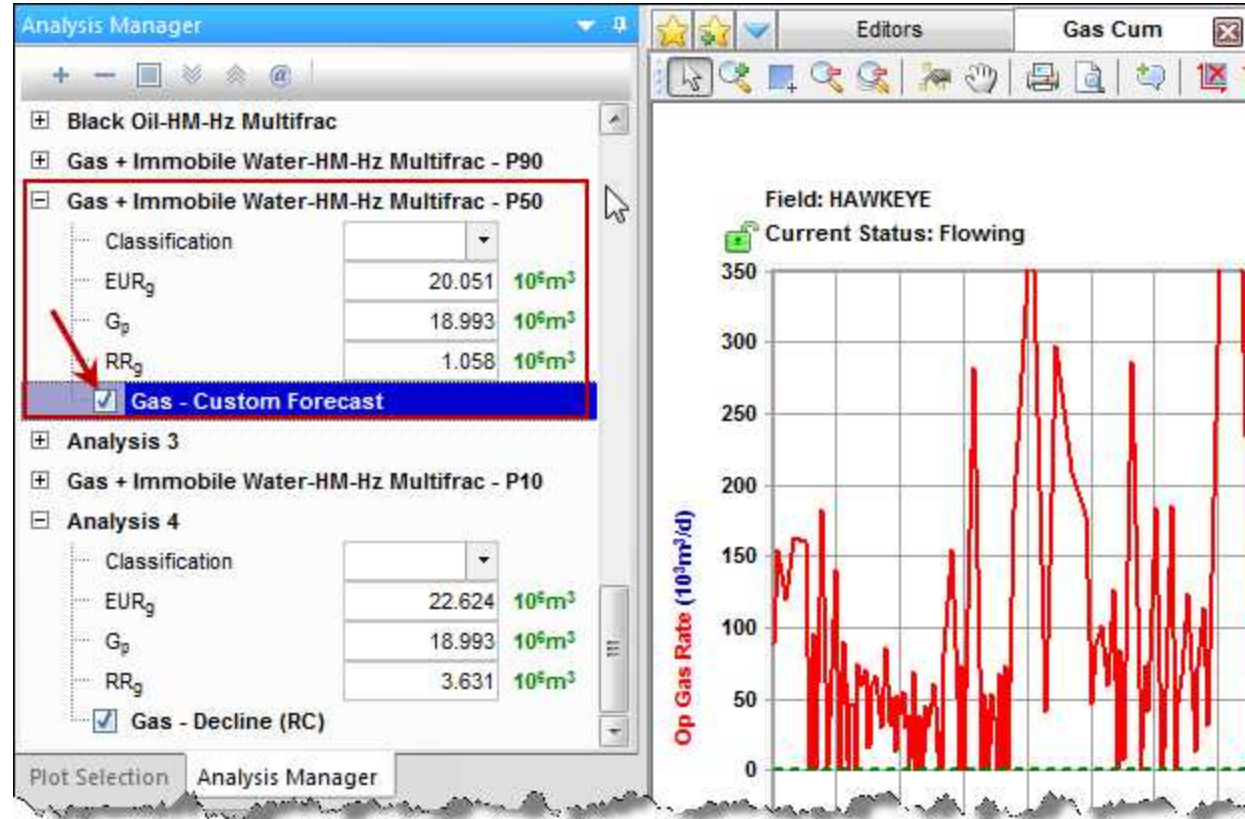 Analysis Manager
Black Oil-HM-Hz Multifrac
Gas + Immobile Water-HM-Hz Multifrac - P90
Gas + Immobile Water-HM-Hz Multifrac - P50
Classification
EURg 20.051 10⁶m³
Gp 18.993 10⁶m³
RRg 1.058 10⁶m³
Gas - Custom Forecast
Analysis 3
Gas + Immobile Water-HM-Hz Multifrac - P10
Analysis 4
Classification
EURg 22.624 10⁶m³
Gp 18.993 10⁶m³
RRg 3.631 10⁶m³
Gas - Decline (RC)
Plot Selection Analysis Manager
Editors Gas Cum
Field: HAWKEYE
Current Status: Flowing
350
300
250
200
150
100
50
0
Op Gas Rate (10³m³/d)